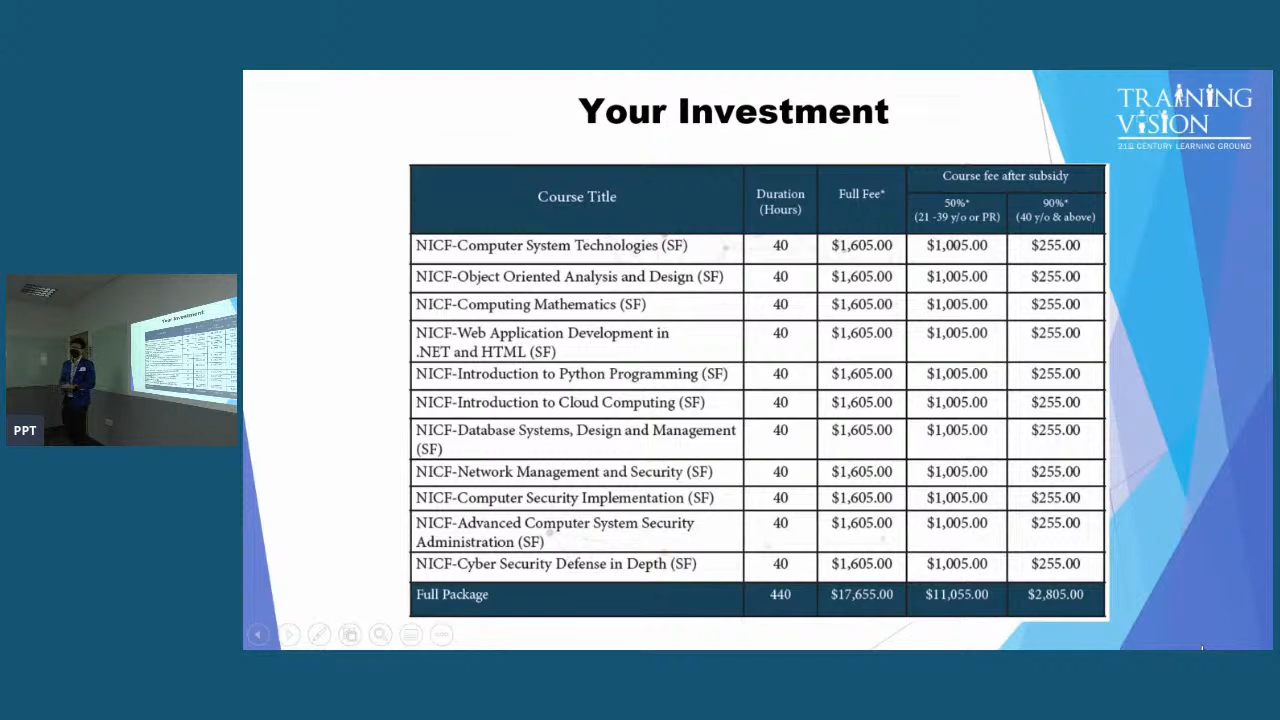 Your Investment
TRAINING
VISION
21ST CENTURY LEARNING GROUND
Course Title
Duration
(Hours)
Full Fee*
Course fee after subsidy
50%*
(21 -39 y/o or PR)
90%*
(40 y/o & above)
NICF-Computer System Technologies (SF) 40 $1,605.00 $1,005.00 $255.00
NICF-Object Oriented Analysis and Design (SF) 40 $1,605.00 $1,005.00 $255.00
NICF-Computing Mathematics (SF) 40 $1,605.00 $1,005.00 $255.00
NICF-Web Application Development in 40 $1,605.00 $1,005.00 $255.00
.NET and HTML (SF)
NICF-Introduction to Python Programming (SF) 40 $1,605.00 $1,005.00 $255.00
NICF-Introduction to Cloud Computing (SF) 40 $1,605.00 $1,005.00 $255.00
NICF-Database Systems, Design and Management 40 $1,605.00 $1,005.00 $255.00
(SF)
NICF-Network Management and Security (SF) 40 $1,605.00 $1,005.00 $255.00
NICF-Computer Security Implementation (SF) 40 $1,605.00 $1,005.00 $255.00
NICF-Advanced Computer System Security 40 $1,605.00 $1,005.00 $255.00
Administration (SF)
NICF-Cyber Security Defense in Depth (SF) 40 $1,605.00 $1,005.00 $255.00
Full Package 440 $17,655.00 $11,055.00 $2,805.00
Your Investment
PPT